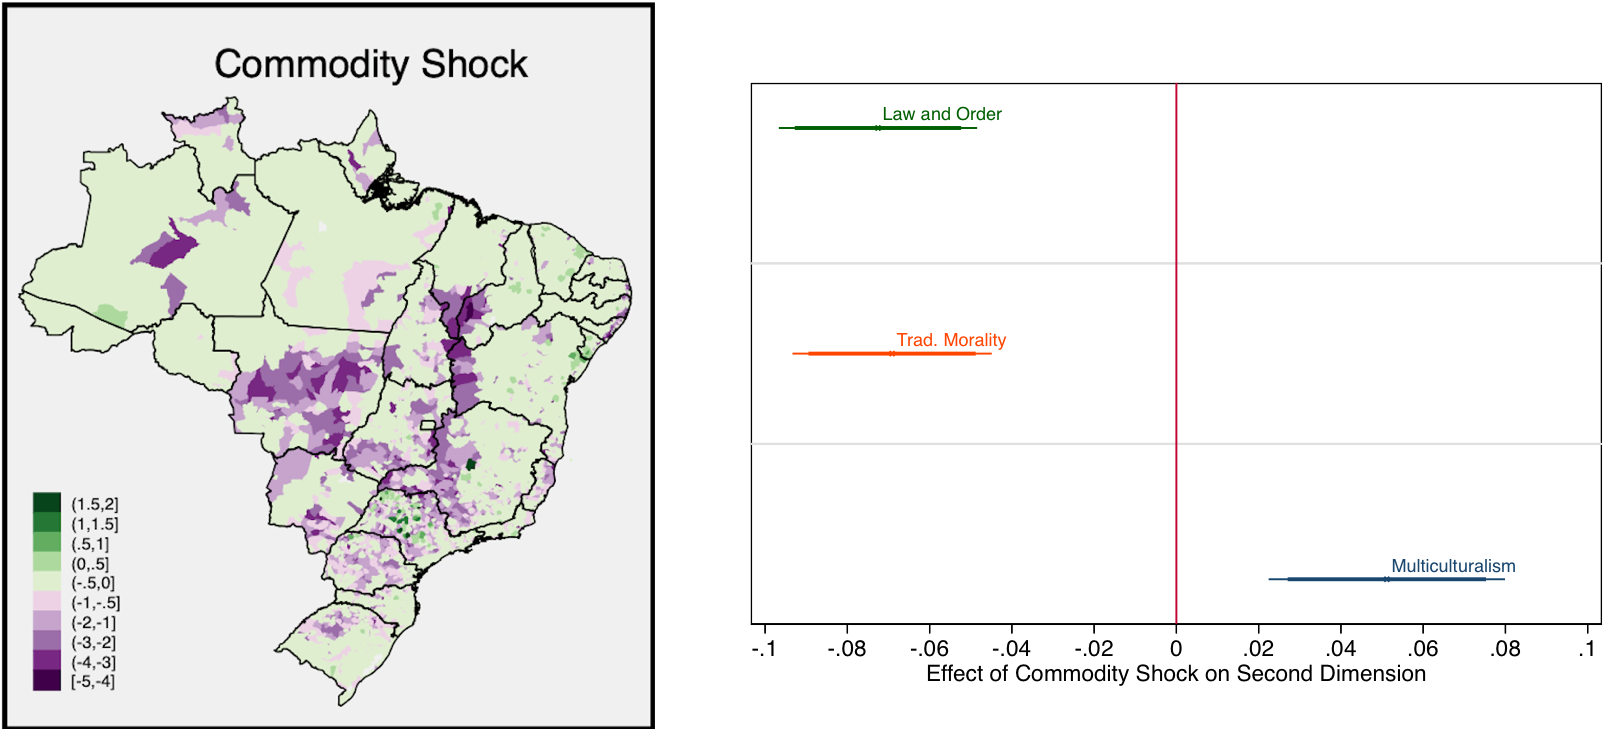 Commodity Shock
(1.5,2]
(1,1.5]
(.5,1]
(0,.5]
(-.5,0]
(-1,-.5]
(-2,-1]
(-3,-2]
(-4,-3]
[-5,-4]
Law and Order
Trad. Morality
Multiculturalism
-.1 -.08 -.06 -.04 -.02 0 .02 .04 .06 .08 .1
Effect of Commodity Shock on Second Dimension